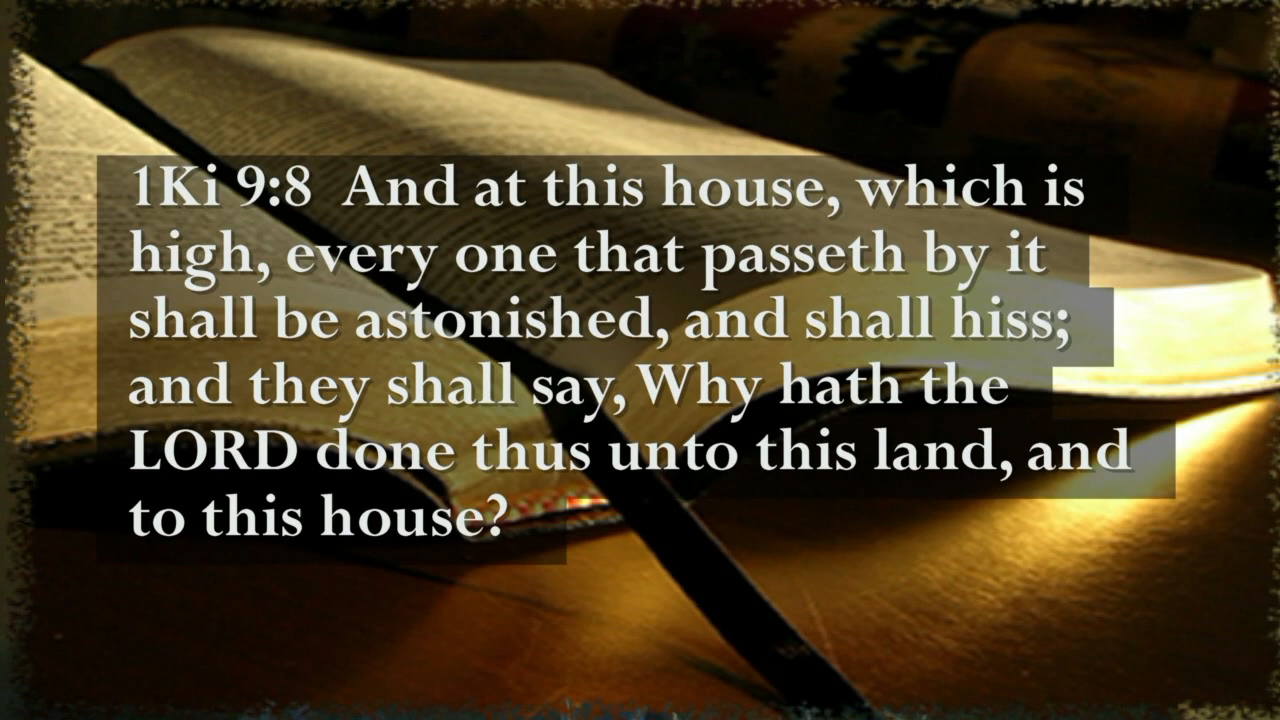 1Ki 9:8  And at this house, which is
high, every one that passeth by it
shall be astonished, and shall hiss;
and they shall say, Why hath the
LORD done thus unto this land, and
to this house?